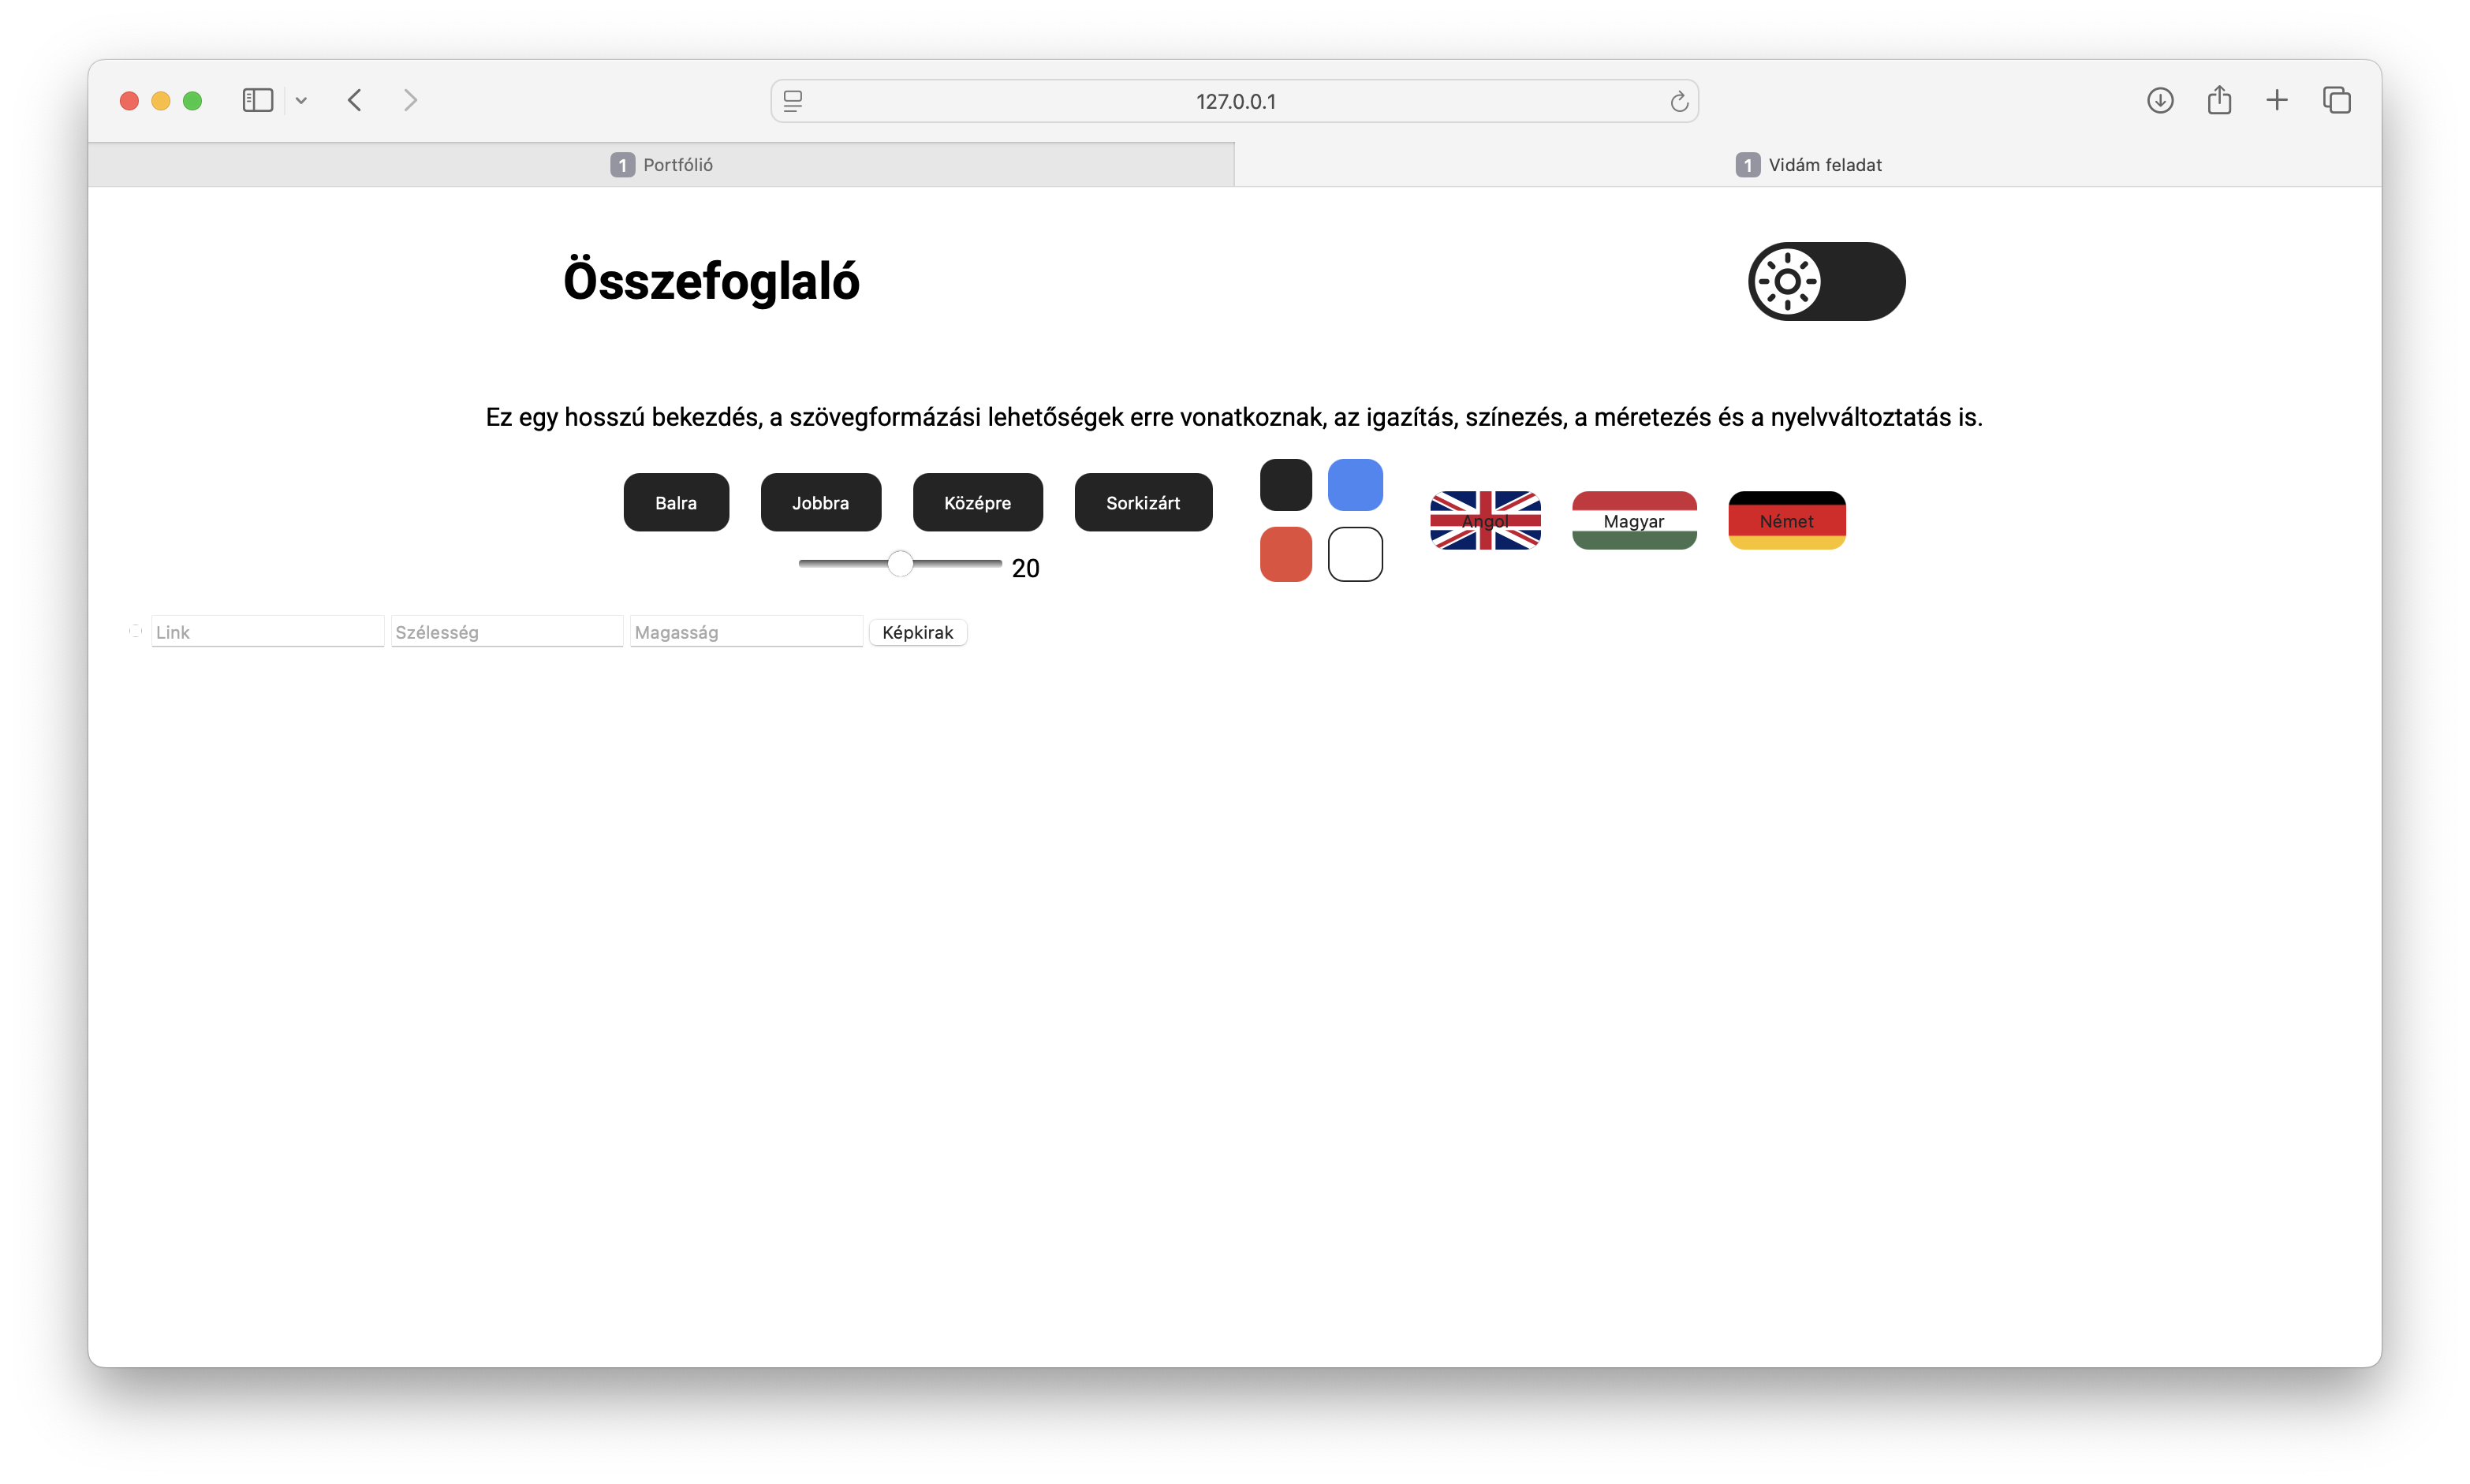 127.0.0.1
1 Portfólió
1 Vidám feladat
Összefoglaló
Ez egy hosszú bekezdés, a szövegformázási lehetőségek erre vonatkoznak, az igazítás, színezés, a méretezés és a nyelvváltoztatás is.
Balra Jobbra Középre Sorkizárt
Angol Magyar Német
20
Link Szélesség Magasság Képkirak